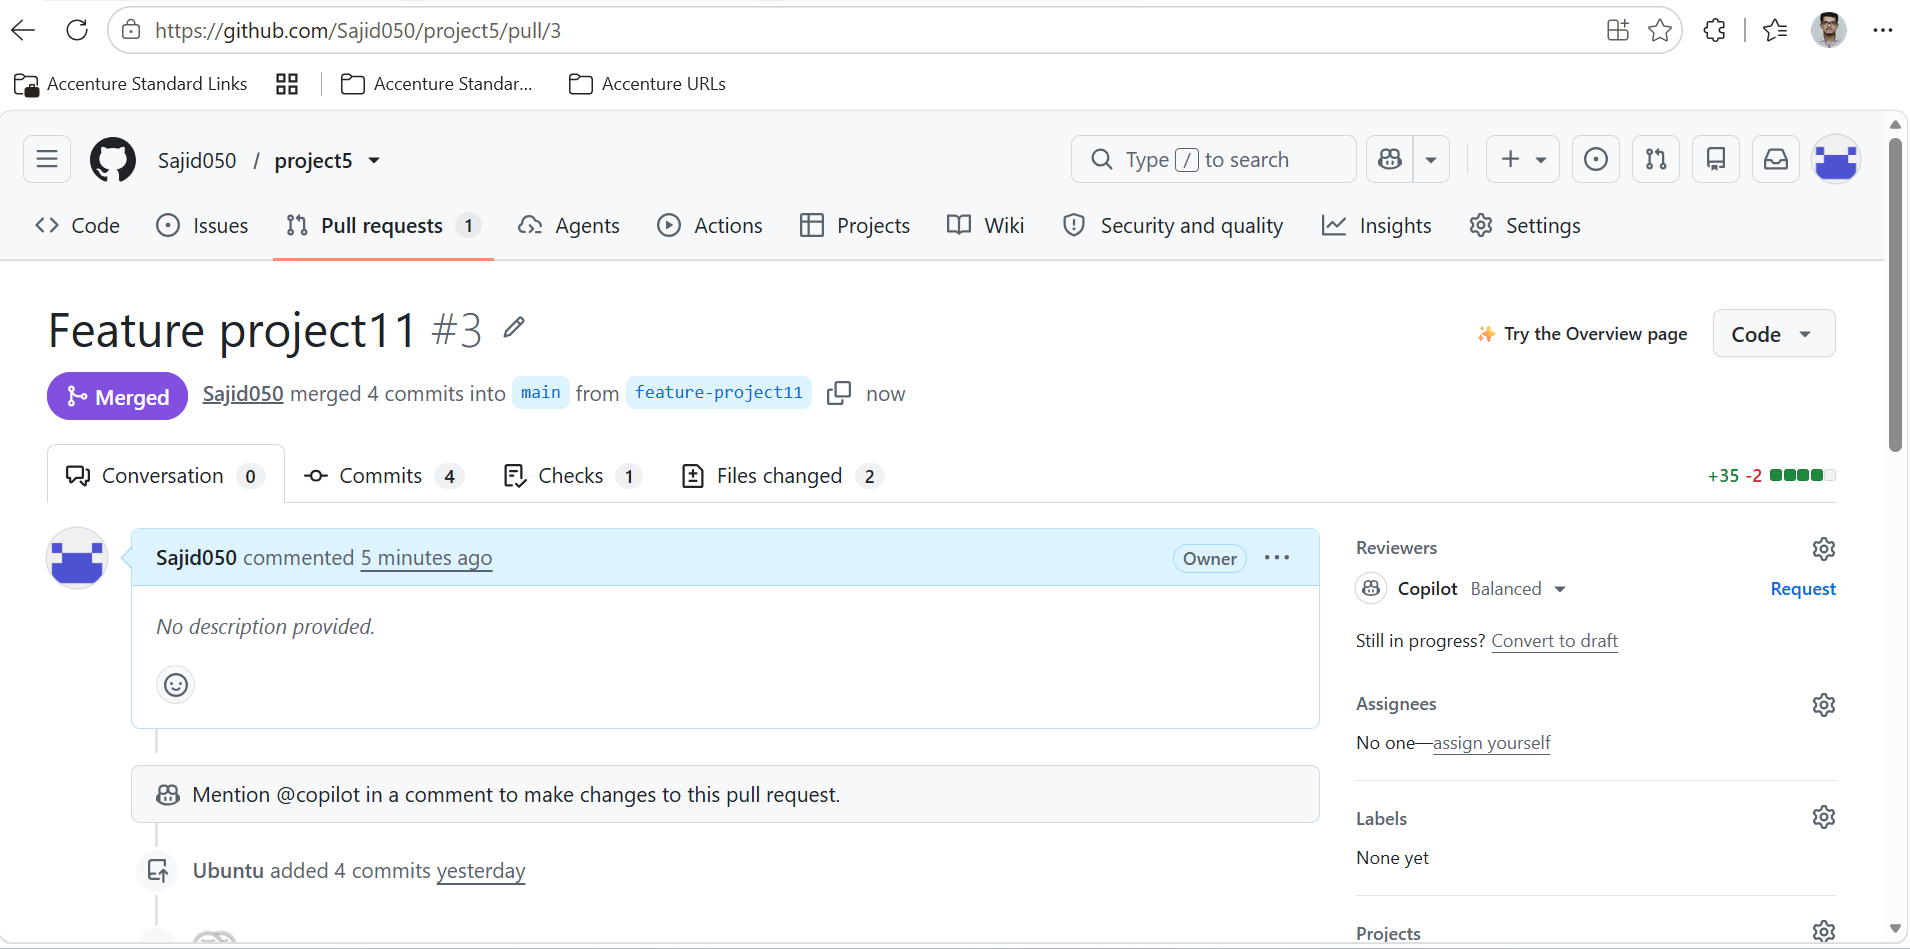 https://github.com/Sajid050/project5/pull/3
Accenture Standard Links
Accenture Standar...
Accenture URLs
Sajid050 / project5
Type / to search
Code
Issues
Pull requests 1
Agents
Actions
Projects
Wiki
Security and quality
Insights
Settings
Feature project11 #3
Try the Overview page
Code
Merged
Sajid050 merged 4 commits into main from feature-project11 now
Conversation 0
Commits 4
Checks 1
Files changed 2
+35 -2
Sajid050 commented 5 minutes ago
Owner
No description provided.
Mention @copilot in a comment to make changes to this pull request.
Ubuntu added 4 commits yesterday
Reviewers
Copilot Balanced
Request
Still in progress? Convert to draft
Assignees
No one—assign yourself
Labels
None yet
Projects